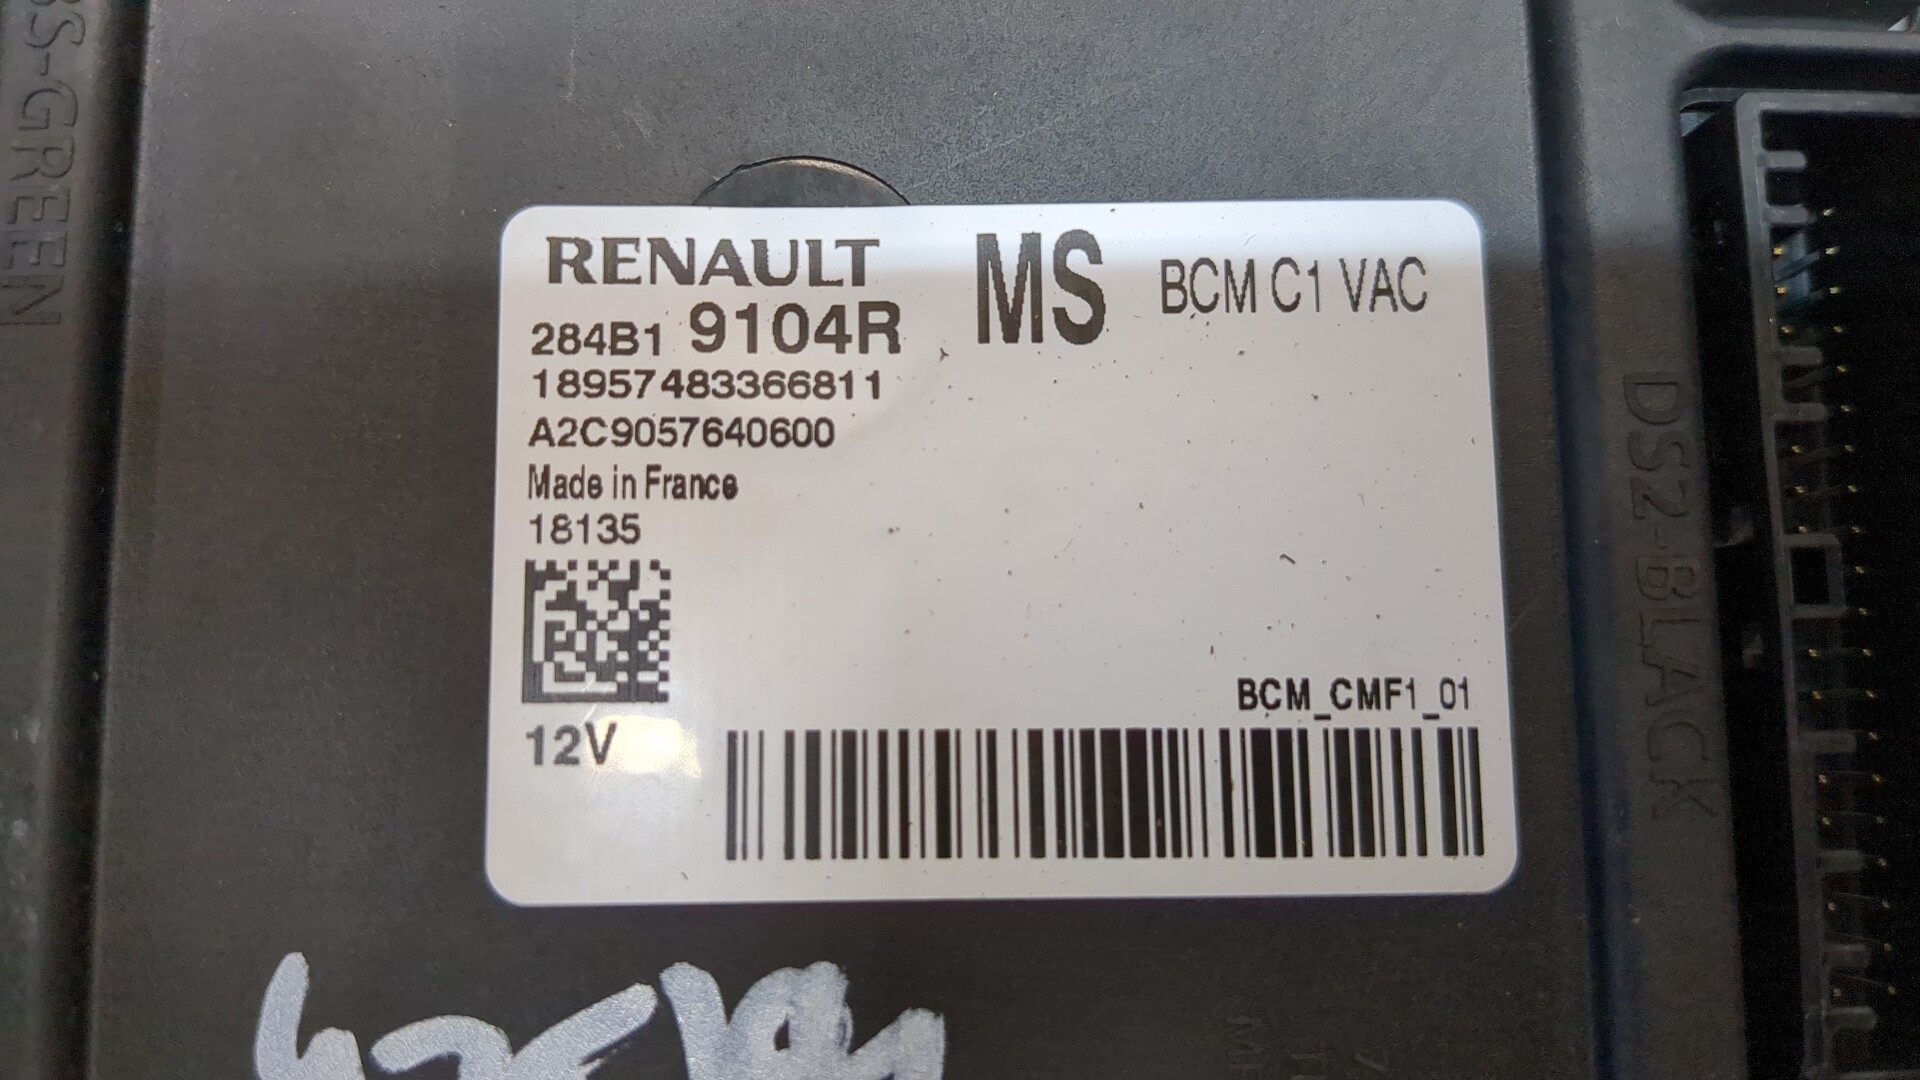 RENAULT MS BCM C1 VAC
284B1 9104R
18957483366811
A2C9057640600
Made in France
18135
BCM_CMF1_01
12V
S-GREEN
DS2-BLACK